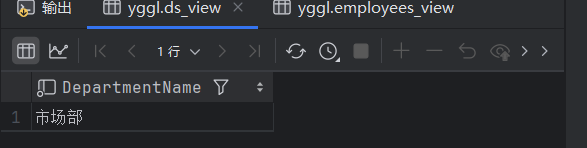 输出
yggl.ds_view
yggl.employees_view
1 行
DepartmentName
1
市场部